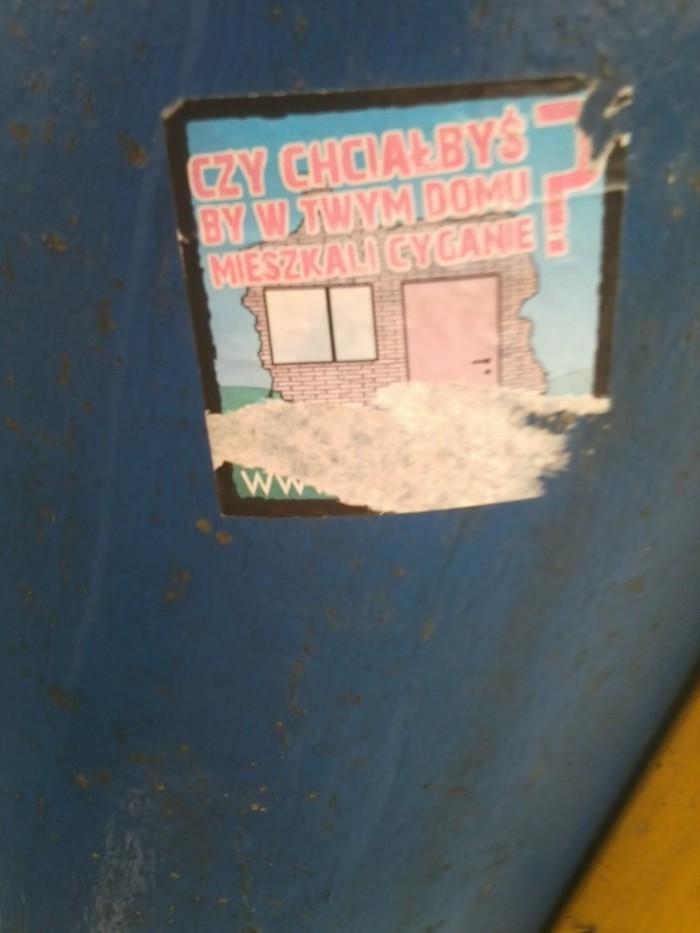 CZY CHCIAŁBYŚ
BY W TWYM DOMU
MIESZKALI CYGANIE?
WW